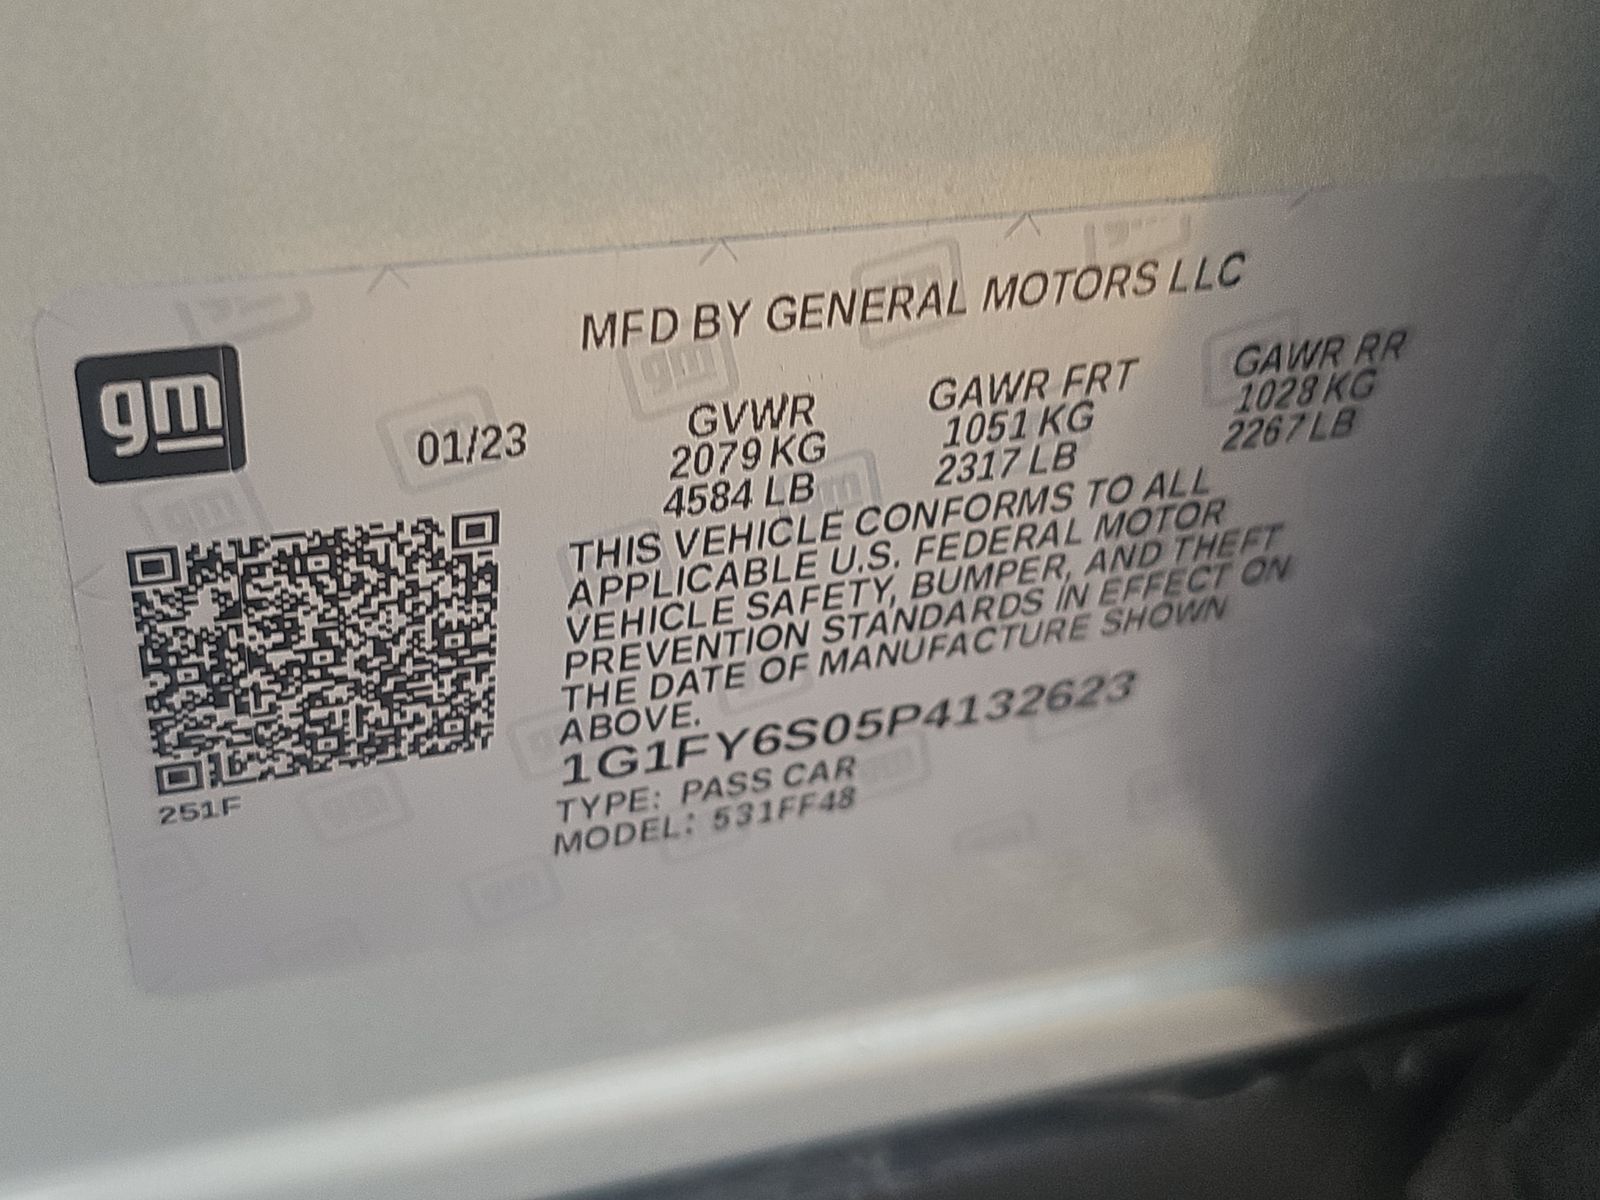 MFD BY GENERAL MOTORS LLC
gm
01/23
GVWR
2079 KG
4584 LB
GAWR FRT
1051 KG
2317 LB
GAWR RR
1028 KG
2267 LB
THIS VEHICLE CONFORMS TO ALL
APPLICABLE U.S. FEDERAL MOTOR
VEHICLE SAFETY, BUMPER, AND THEFT
PREVENTION STANDARDS IN EFFECT ON
THE DATE OF MANUFACTURE SHOWN
ABOVE.
1G1FY6S05P4132623
TYPE: PASS CAR
MODEL: 531FF48
251F